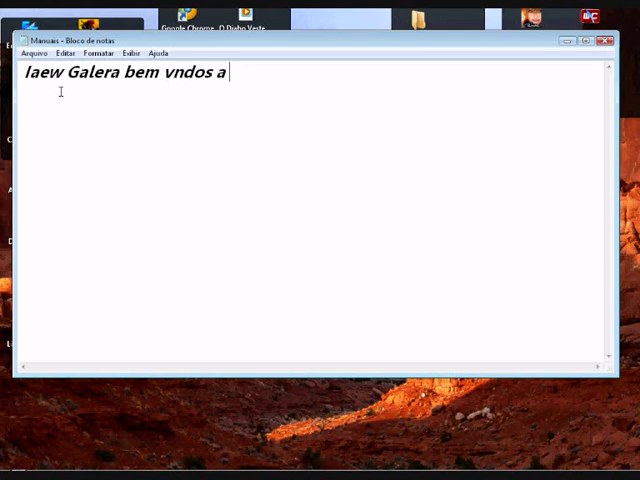 Google Chrome
O Diabo Veste
Manuais - Bloco de notas
Arquivo Editar Formatar Exibir Ajuda
Iaew Galera bem vndos a